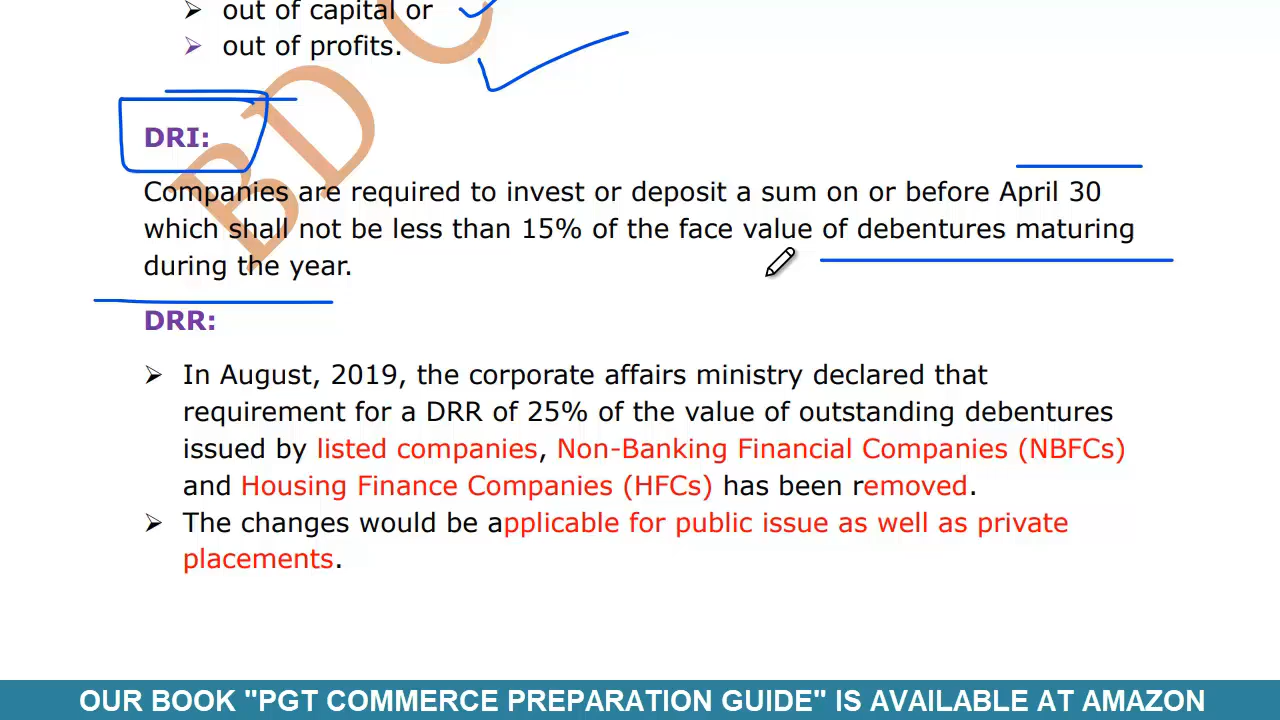 ➢ out of capital or
➢ out of profits.
DRI:
Companies are required to invest or deposit a sum on or before April 30
which shall not be less than 15% of the face value of debentures maturing
during the year.
DRR:
➢ In August, 2019, the corporate affairs ministry declared that
requirement for a DRR of 25% of the value of outstanding debentures
issued by listed companies, Non-Banking Financial Companies (NBFCs)
and Housing Finance Companies (HFCs) has been removed.
➢ The changes would be applicable for public issue as well as private
placements.
BD C
OUR BOOK "PGT COMMERCE PREPARATION GUIDE" IS AVAILABLE AT AMAZON